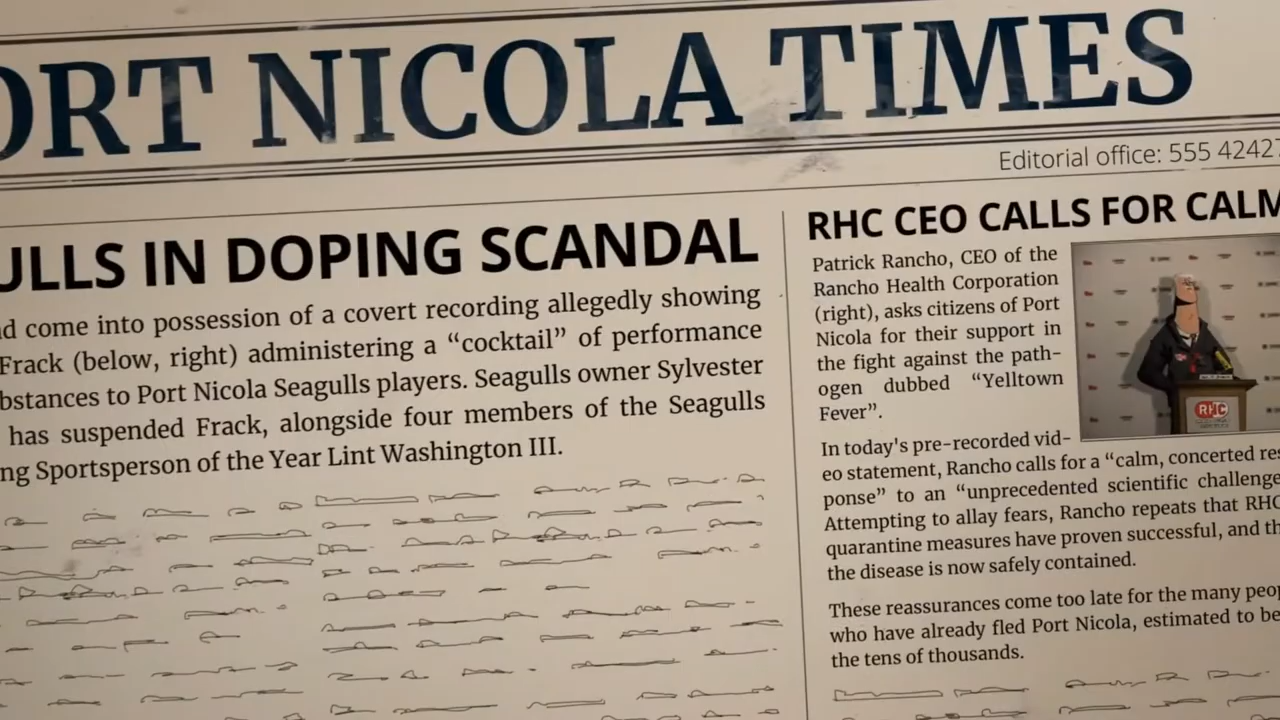 ORT NICOLA TIMES
Editorial office: 555 42427
ULLS IN DOPING SCANDAL
d come into possession of a covert recording allegedly showing
Frack (below, right) administering a “cocktail” of performance
bstances to Port Nicola Seagulls players. Seagulls owner Sylvester
has suspended Frack, alongside four members of the Seagulls
ng Sportsperson of the Year Lint Washington III.
RHC CEO CALLS FOR CALM
Patrick Rancho, CEO of the
Rancho Health Corporation
(right), asks citizens of Port
Nicola for their support in
the fight against the path-
ogen dubbed “Yelltown
Fever”.
RHC
In today's pre-recorded vid-
eo statement, Rancho calls for a “calm, concerted res
ponse” to an “unprecedented scientific challenge
Attempting to allay fears, Rancho repeats that RHC
quarantine measures have proven successful, and th
the disease is now safely contained.
These reassurances come too late for the many peop
who have already fled Port Nicola, estimated to be
the tens of thousands.